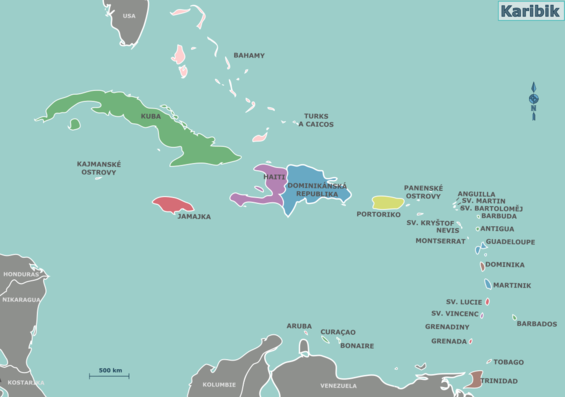 Karibik
USA
BAHAMY
N
KUBA
TURKS
A CAICOS
KAJMANSKÉ
OSTROVY
HAITI
DOMINIKÁNSKÁ
REPUBLIKA
JAMAJKA
PORTORIKO
PANENSKÉ
OSTROVY
ANGUILLA
SV. MARTIN
SV. BARTOLOMĚJ
BARBUDA
SV. KRYŠTOF
NEVIS
ANTIGUA
MONTSERRAT
GUADELOUPE
DOMINIKA
MARTINIK
SV. LUCIE
SV. VINCENC
BARBADOS
GRENADINY
GRENADA
HONDURAS
NIKARAGUA
KOSTARIKA
ARUBA
CURAÇAO
BONAIRE
TOBAGO
TRINIDAD
500 km
KOLUMBIE
VENEZUELA